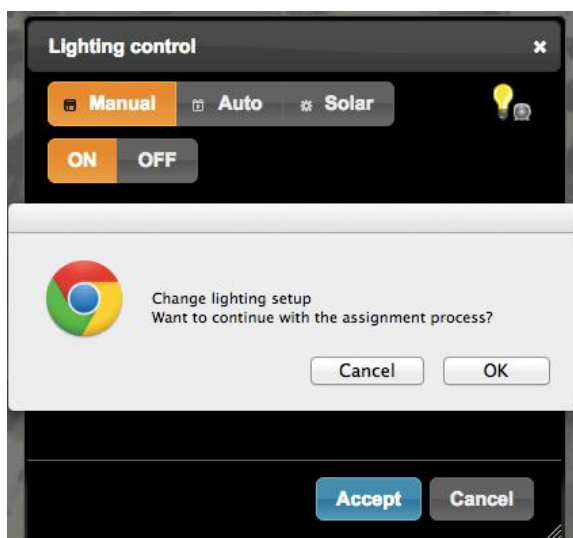 Lighting control
Manual Auto Solar
ON OFF
Change lighting setup
Want to continue with the assignment process?
Cancel OK
Accept Cancel